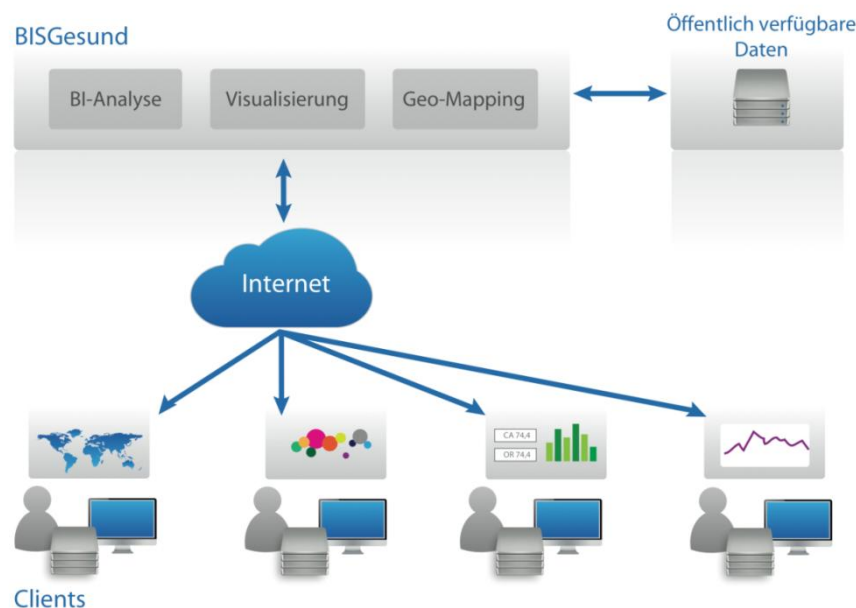 BISGesund
Öffentlich verfügbare
Daten
BI-Analyse
Visualisierung
Geo-Mapping
Internet
CA 74,4
OR 74,4
Clients